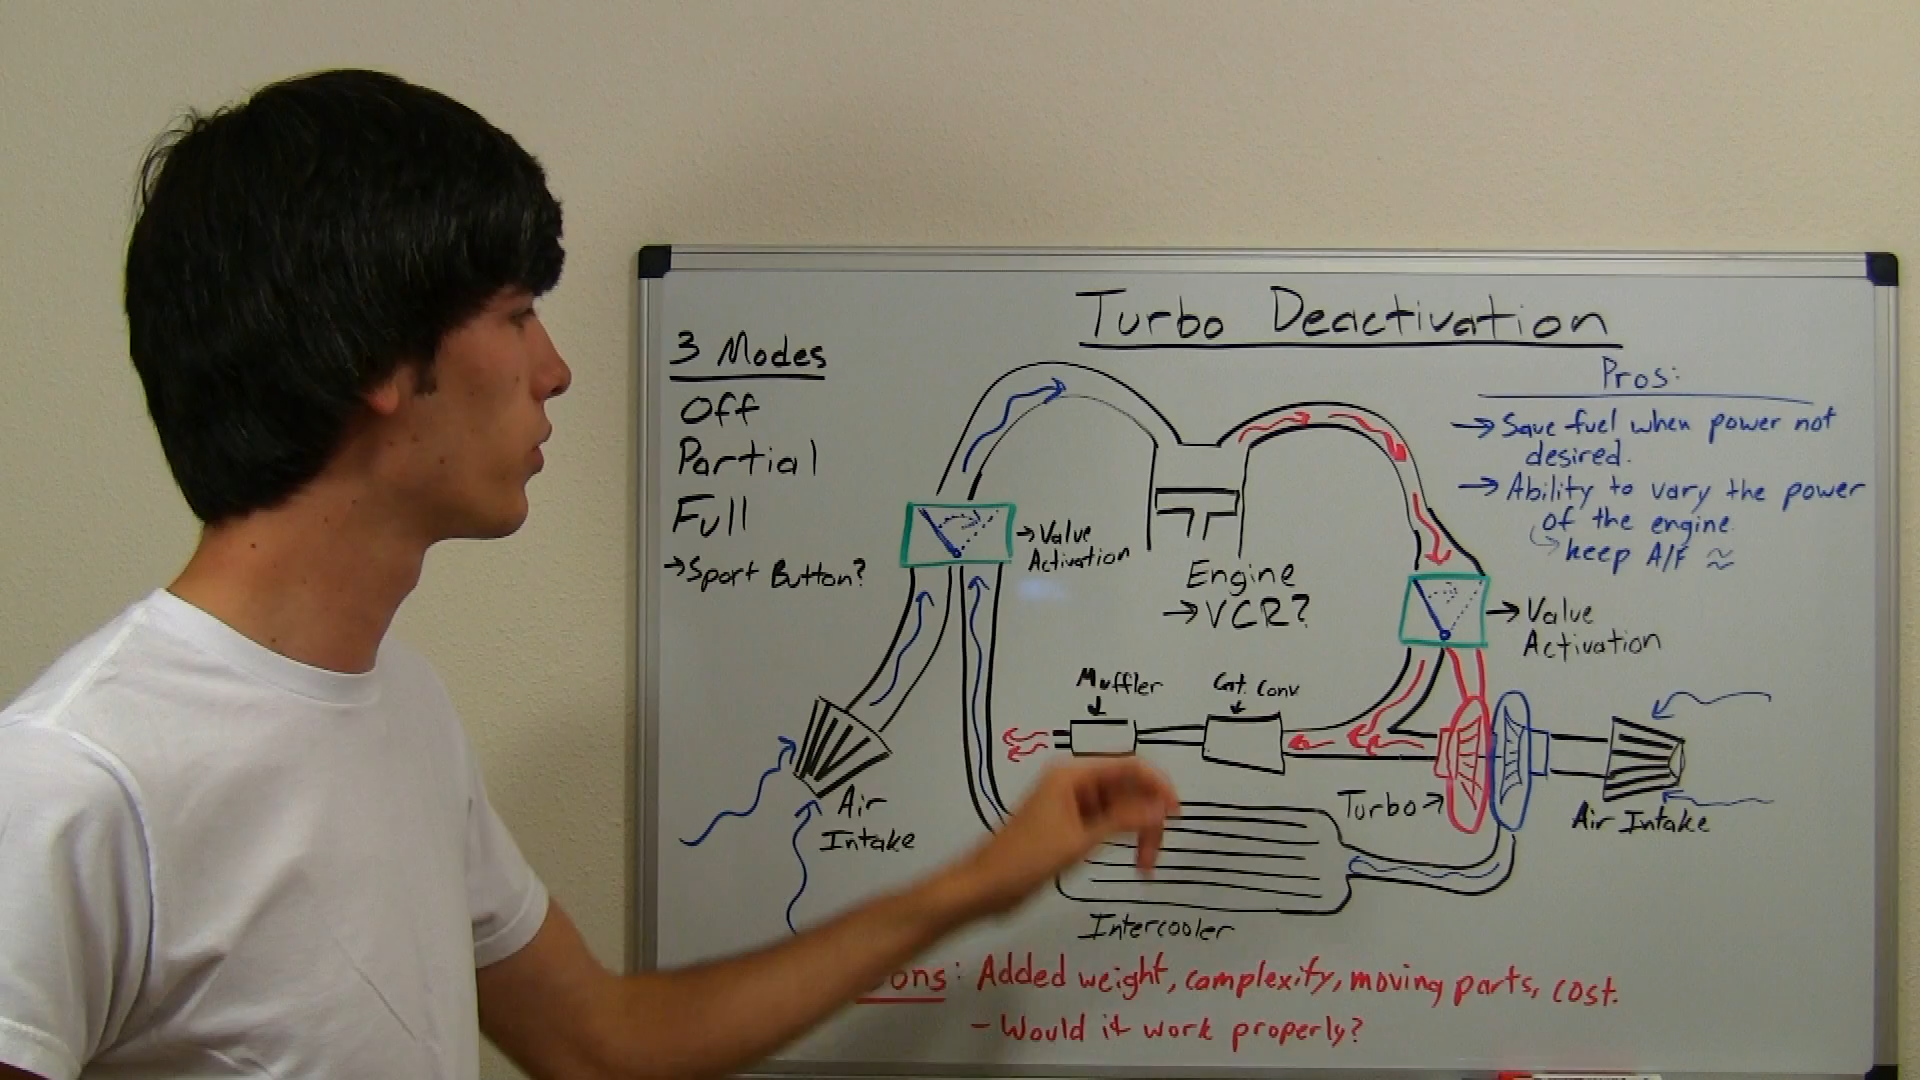 Turbo Deactivation
3 Modes
Off
Partial
Full
→Sport Button?
Pros:
→ Save fuel when power not
desired.
→ Ability to vary the power
of the engine
keep A/F ≈
→Valve
Activation
Engine
→VCR?
→ Valve
Activation
Muffler
Cat. Conv
Turbo→
Air
Intake
Air Intake
Intercooler
ons: Added weight, complexity, moving parts, cost.
- Would it work properly?